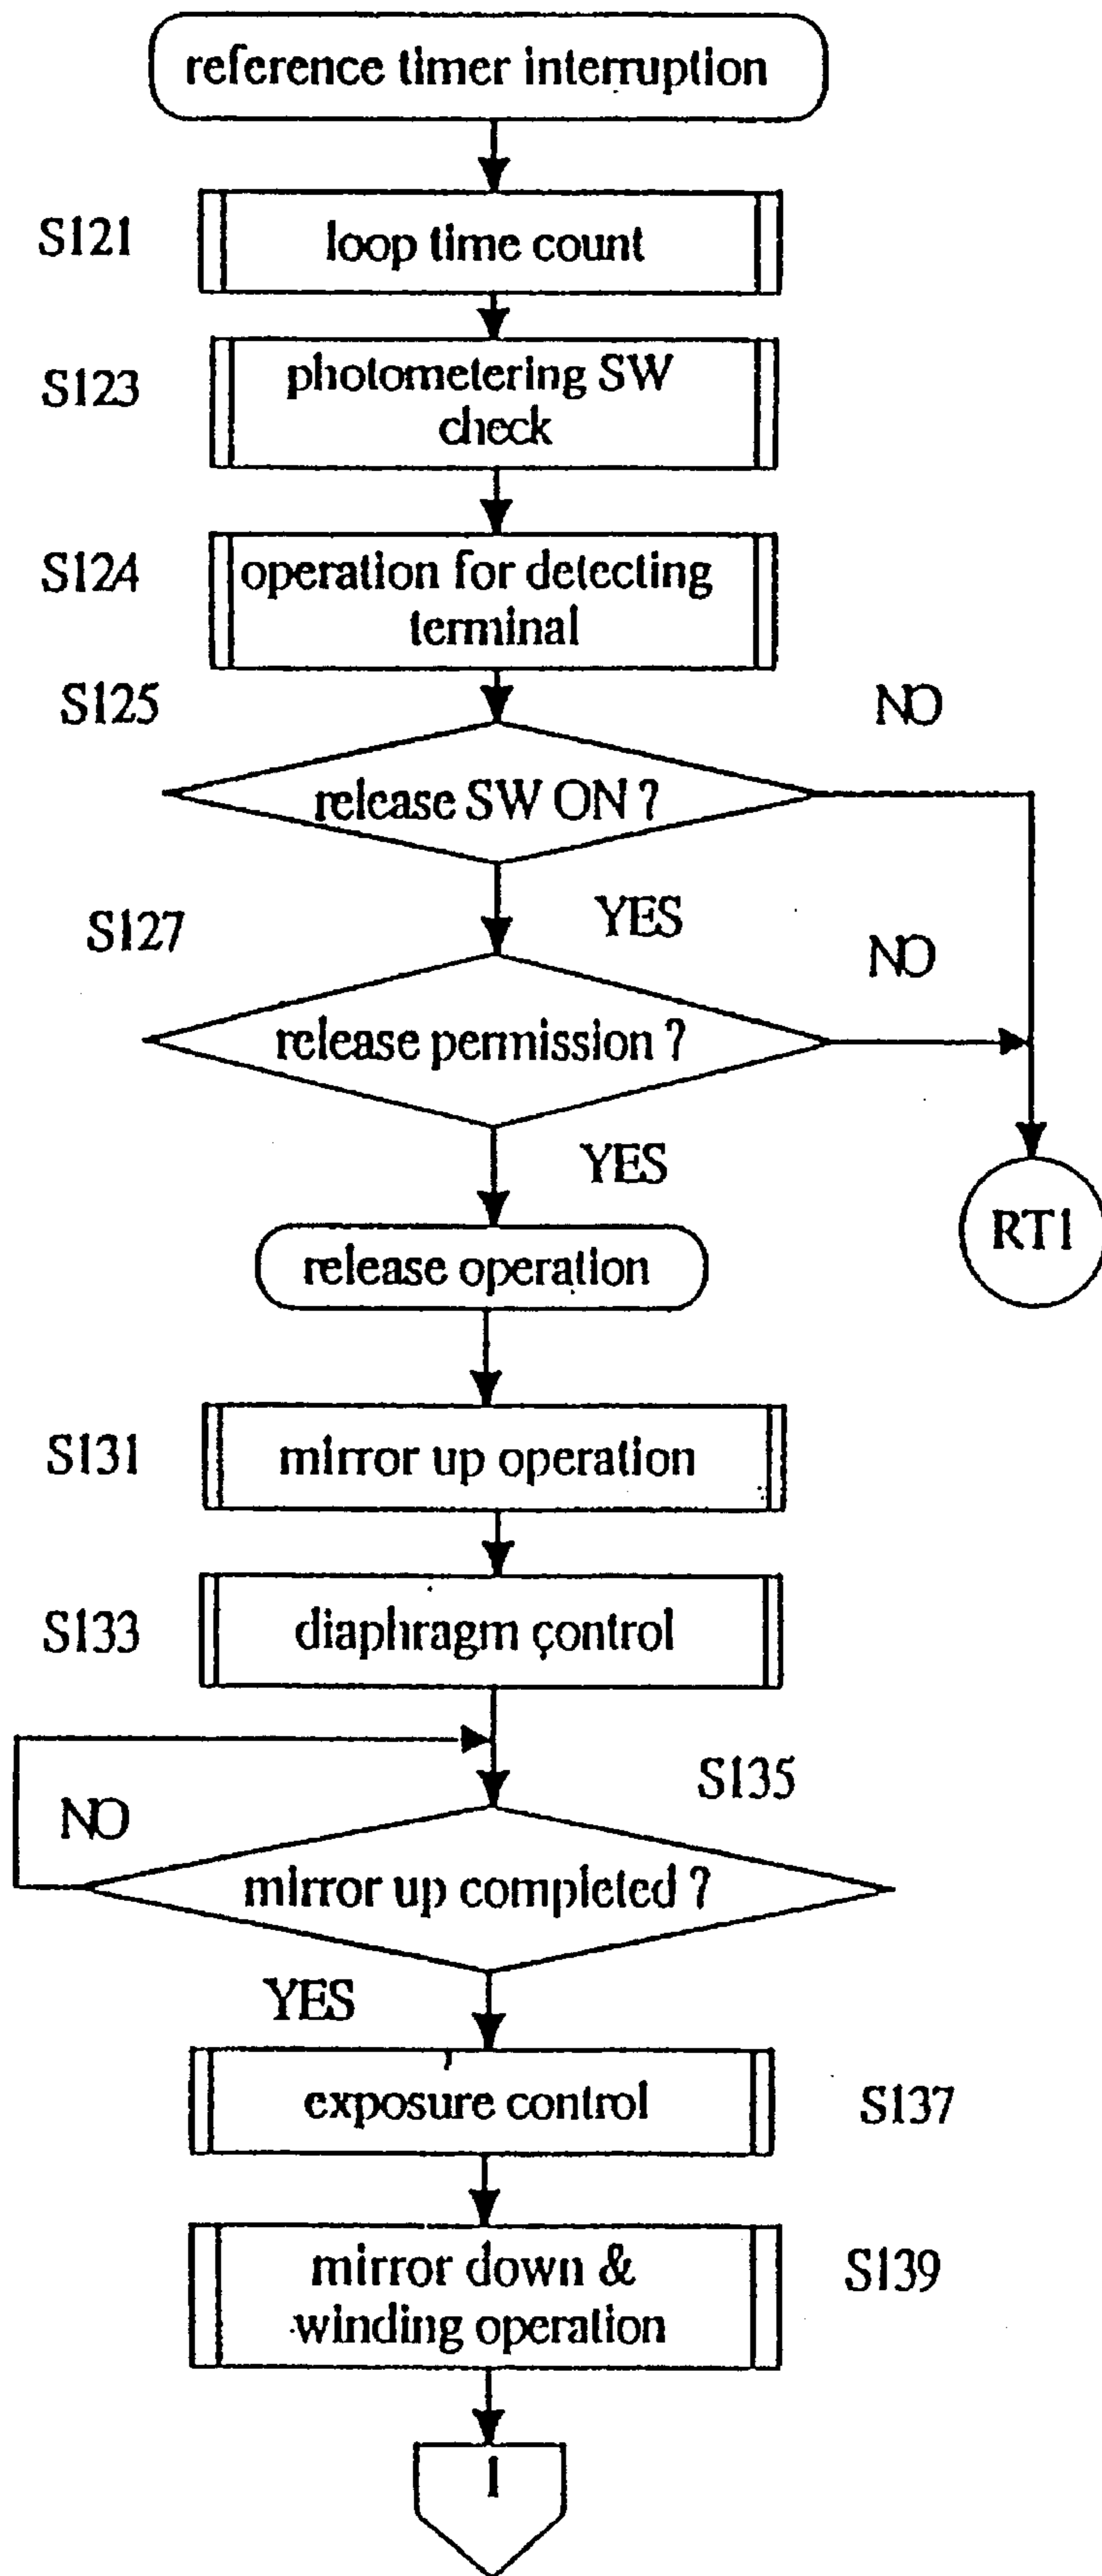 reference timer interruption
S121
loop time count
S123
photometering SW
check
S124
operation for detecting
terminal
S125
NO
release SW ON ?
S127
YES
NO
release permission ?
YES
RT1
release operation
S131
mirror up operation
S133
diaphragm control
S135
NO
mirror up completed ?
YES
exposure control
S137
mirror down &
winding operation
S139
1